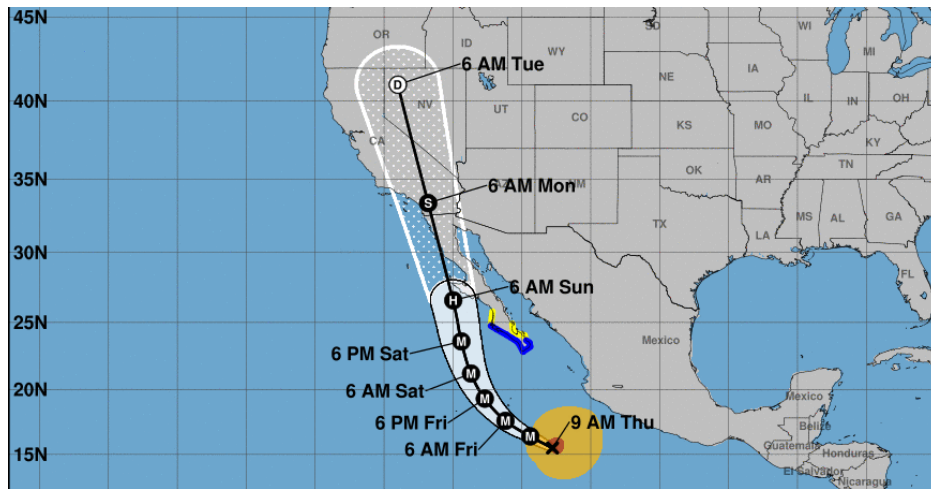 45N
40N
35N
30N
25N
20N
15N
OR
ID
WY
SD
WI
MI
6 AM Tue
D
NV
UT
NE
IA
IL
IN
OH
CO
CA
KS
MO
KY
6 AM Mon
NM
S
OK
TN
AR
TX
MS
AL
GA
LA
FL
H
6 AM Sun
M
6 PM Sat
Mexico
M
6 AM Sat
M
6 PM Fri
M
6 AM Fri
M
9 AM Thu
Mexico
Belize
Guatemala
Honduras
El Salvador
Nicaragua